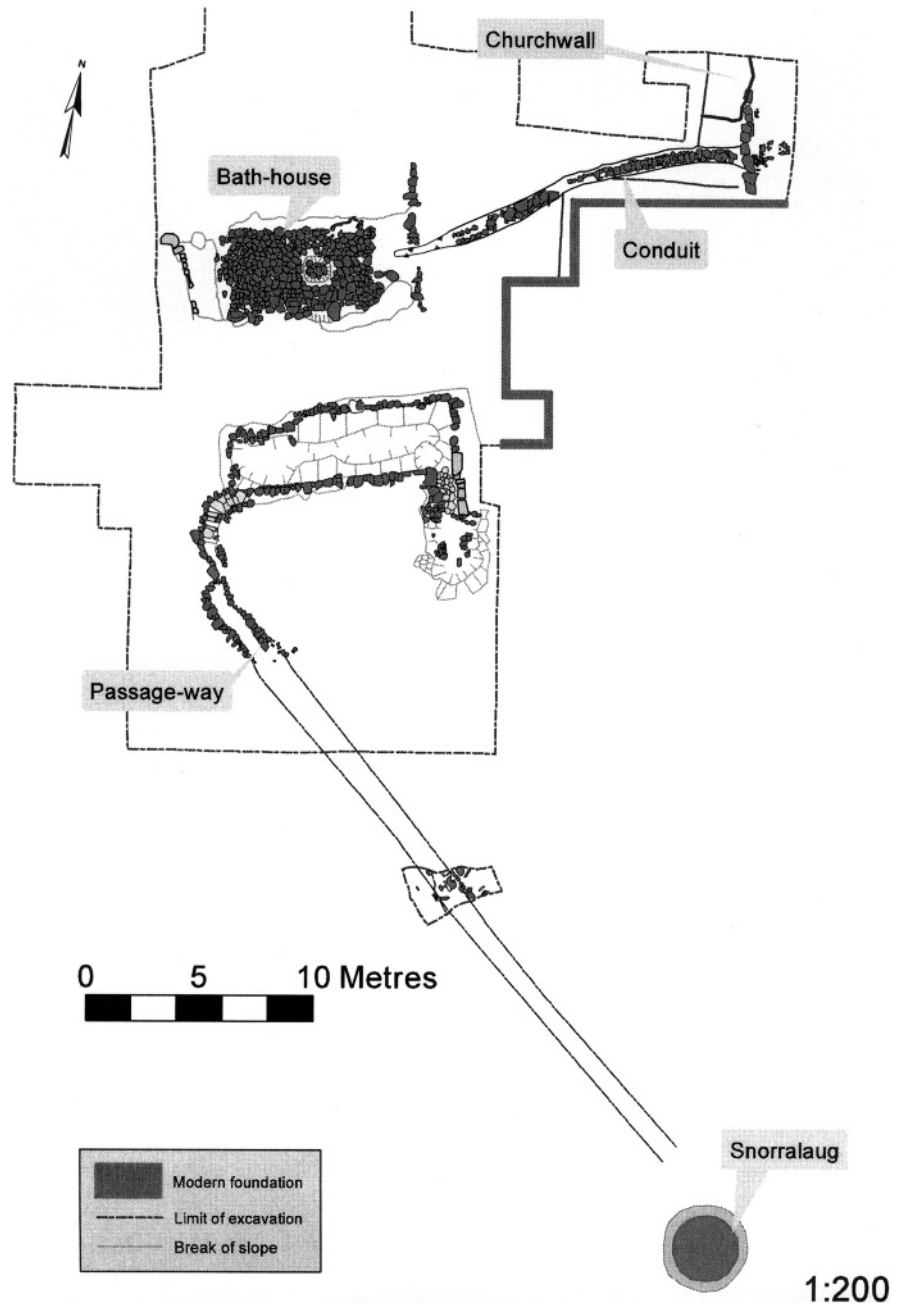 Churchwall
N
Bath-house
Conduit
Passage-way
0 5 10 Metres
Snorralaug
Modern foundation
Limit of excavation
Break of slope
1:200